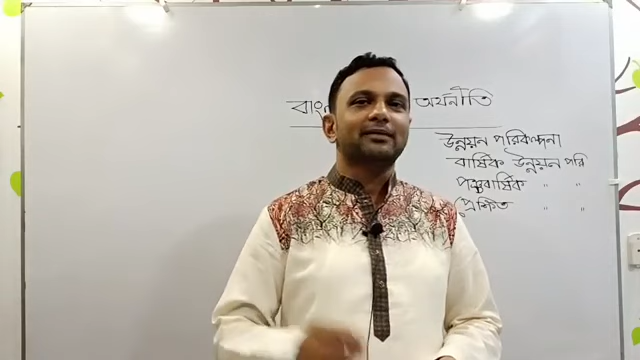 বাং অর্থনীতি
উন্নয়ন পরিকল্পনা
বার্ষিক উন্নয়ন পরি
পঞ্চবার্ষিক " "
প্রেক্ষিত " "